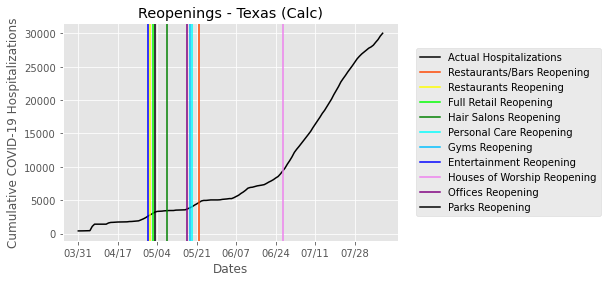 Reopenings - Texas (Calc)
Cumulative COVID-19 Hospitalizations
30000
25000
20000
15000
10000
5000
0
03/31 04/17 05/04 05/21 06/07 06/24 07/11 07/28
Dates
Actual Hospitalizations
Restaurants/Bars Reopening
Restaurants Reopening
Full Retail Reopening
Hair Salons Reopening
Personal Care Reopening
Gyms Reopening
Entertainment Reopening
Houses of Worship Reopening
Offices Reopening
Parks Reopening